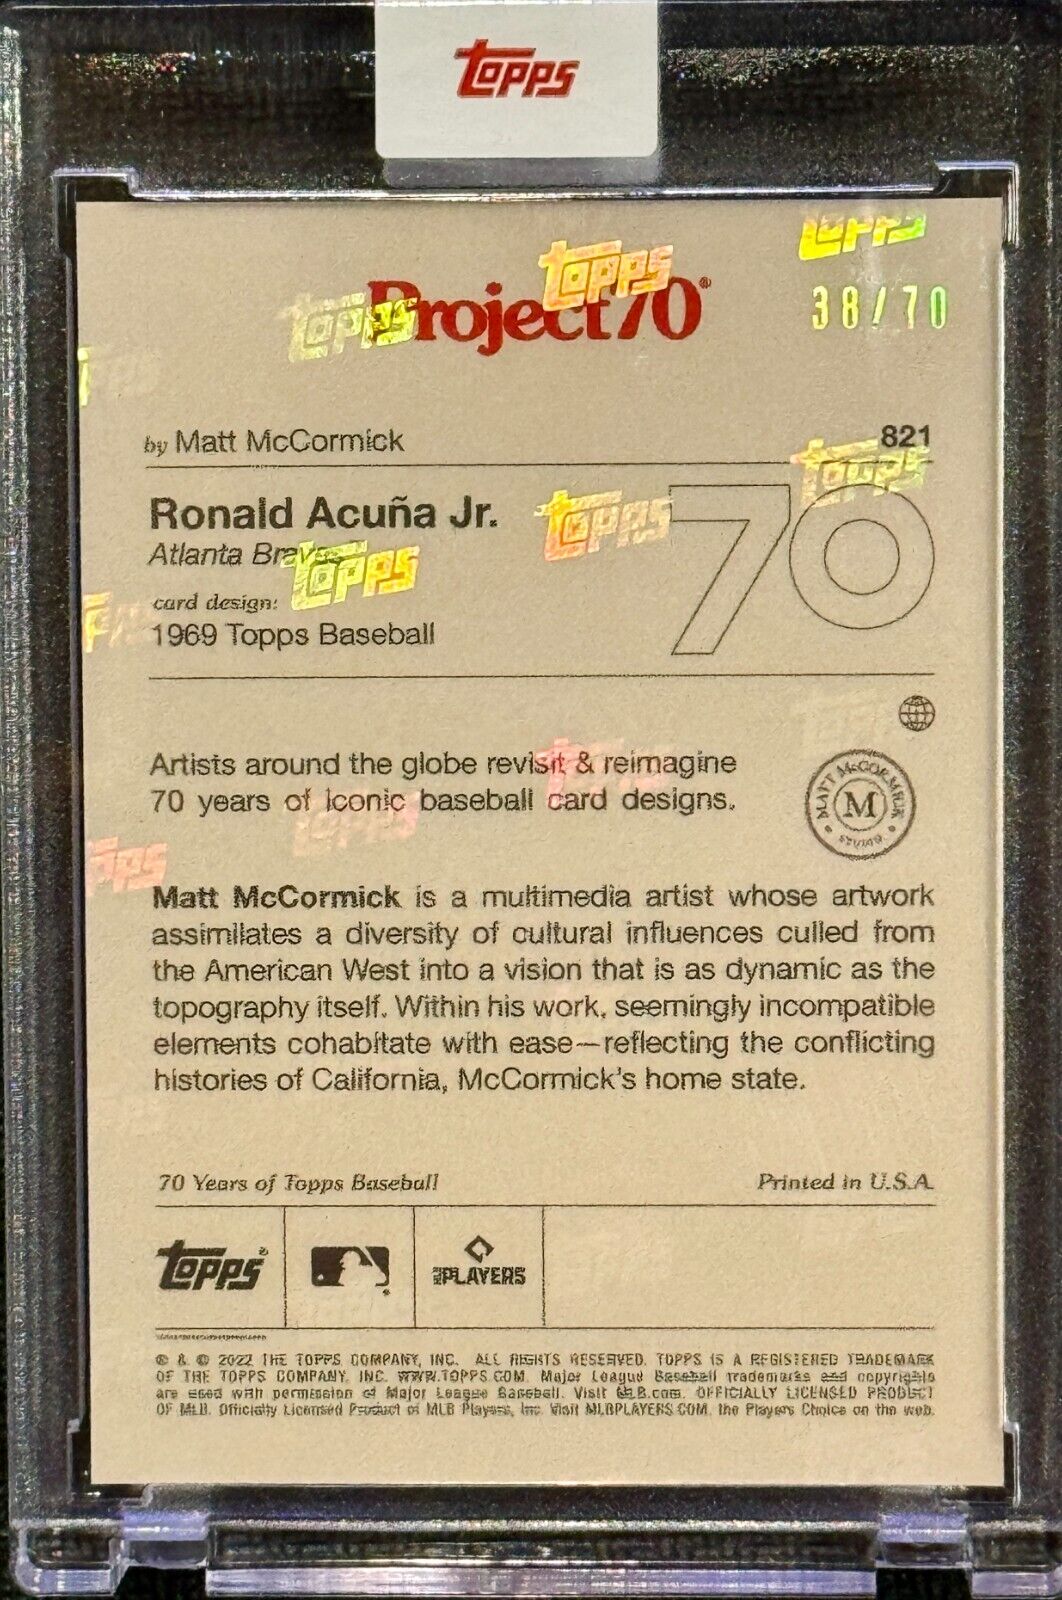 Topps
Topps
Topps
Topps
Project70®
38/70
by Matt McCormick
821
Topps
Ronald Acuña Jr.
Topps
70
Atlanta Braves
Topps
card design:
1969 Topps Baseball
Artists around the globe revisit & reimagine
70 years of iconic baseball card designs.
MATT McCORMICK
M
Matt McCormick is a multimedia artist whose artwork
assimilates a diversity of cultural influences culled from
the American West into a vision that is as dynamic as the
topography itself. Within his work, seemingly incompatible
elements cohabitate with ease—reflecting the conflicting
histories of California, McCormick's home state.
70 Years of Topps Baseball
Printed in U.S.A.
Topps®
PLAYERS
© & © 2022 THE TOPPS COMPANY, INC. ALL RIGHTS RESERVED. TOPPS IS A REGISTERED TRADEMARK
OF THE TOPPS COMPANY, INC. WWW.TOPPS.COM. Major League Baseball trademarks and copyrights
are used with permission of Major League Baseball. Visit MLB.com. OFFICIALLY LICENSED PRODUCT
OF MLB. Officially Licensed Product of MLB Players, Inc. Visit MLBPLAYERS.COM, the Players Choice on the web.